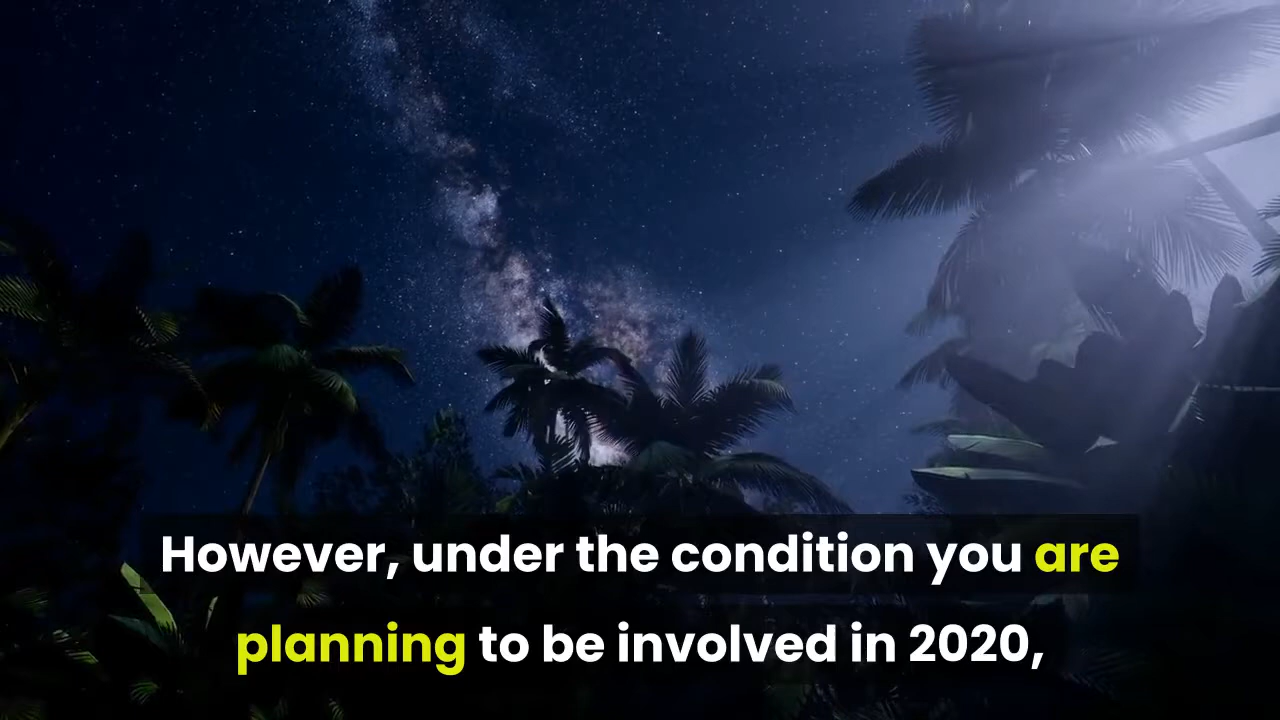 However, under the condition you are
planning to be involved in 2020,